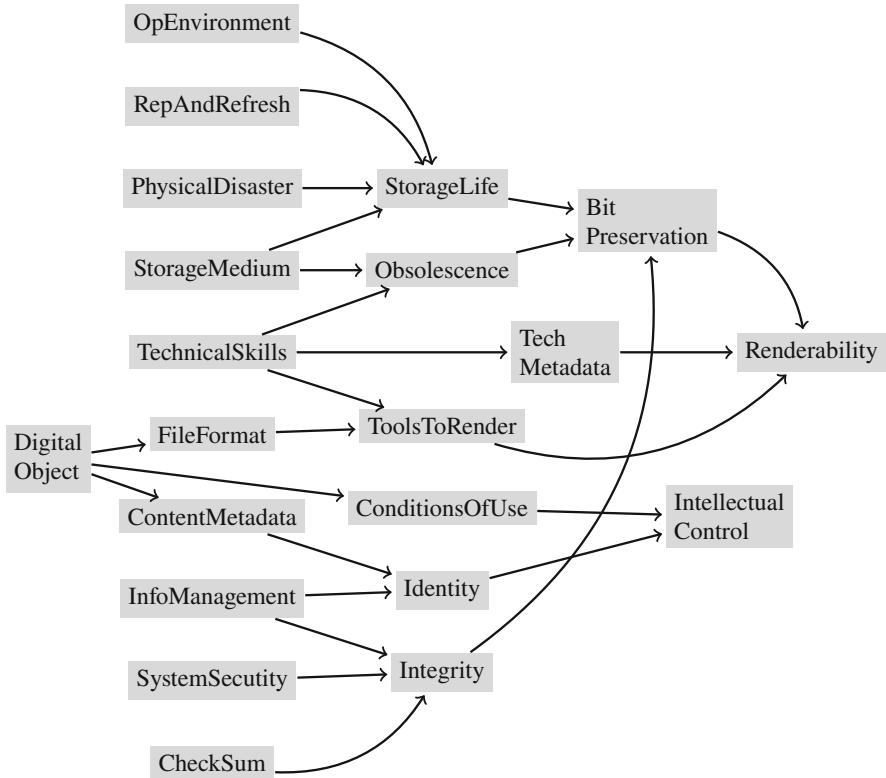 OpEnvironment
RepAndRefresh
PhysicalDisaster
StorageLife
Bit
Preservation
StorageMedium
Obsolescence
TechnicalSkills
Tech
Metadata
Renderability
FileFormat
ToolsToRender
Digital
Object
ContentMetadata
ConditionsOfUse
Intellectual
Control
InfoManagement
Identity
SystemSecutity
Integrity
CheckSum